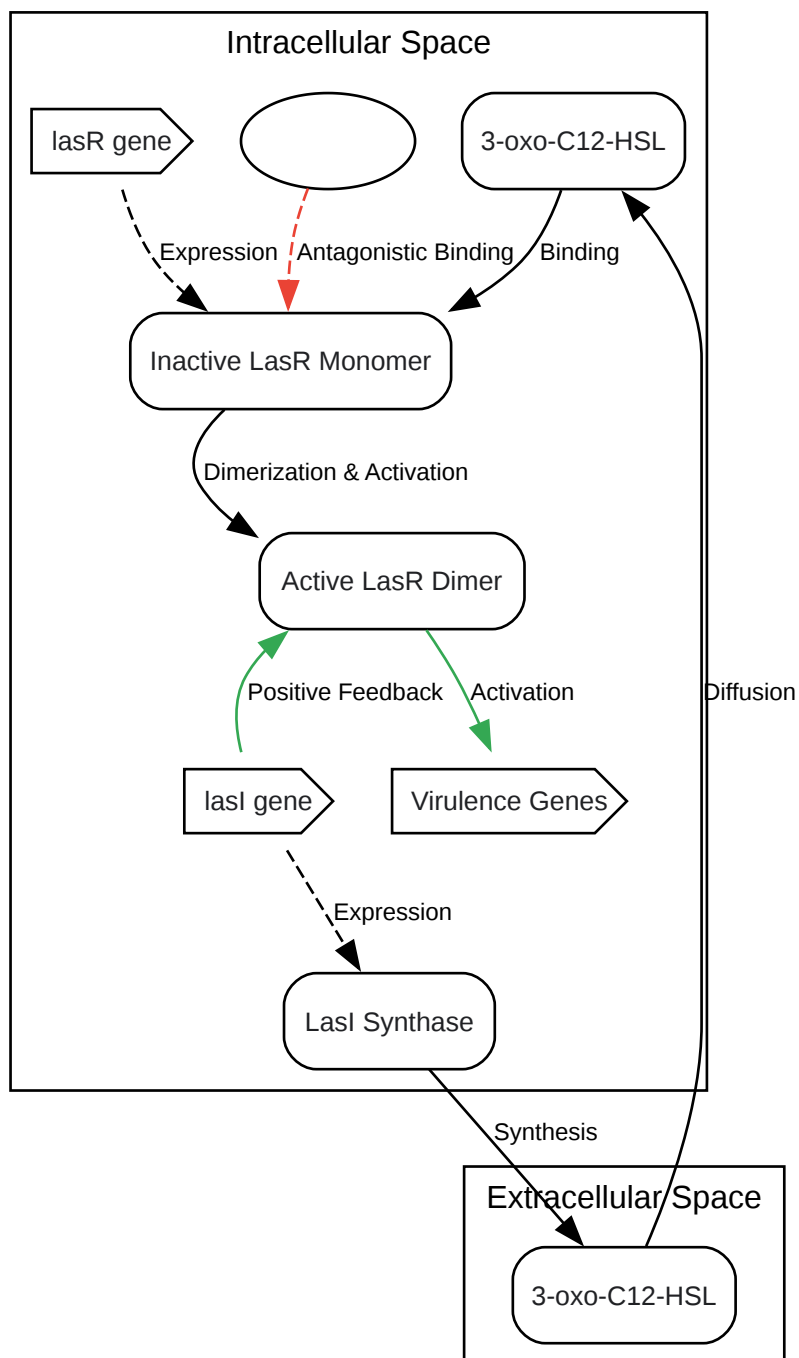 Intracellular Space
lasR gene
3-oxo-C12-HSL
Expression
Antagonistic Binding
Binding
Inactive LasR Monomer
Dimerization & Activation
Active LasR Dimer
Positive Feedback
Activation
Diffusion
lasI gene
Virulence Genes
Expression
LasI Synthase
Synthesis
Extracellular Space
3-oxo-C12-HSL